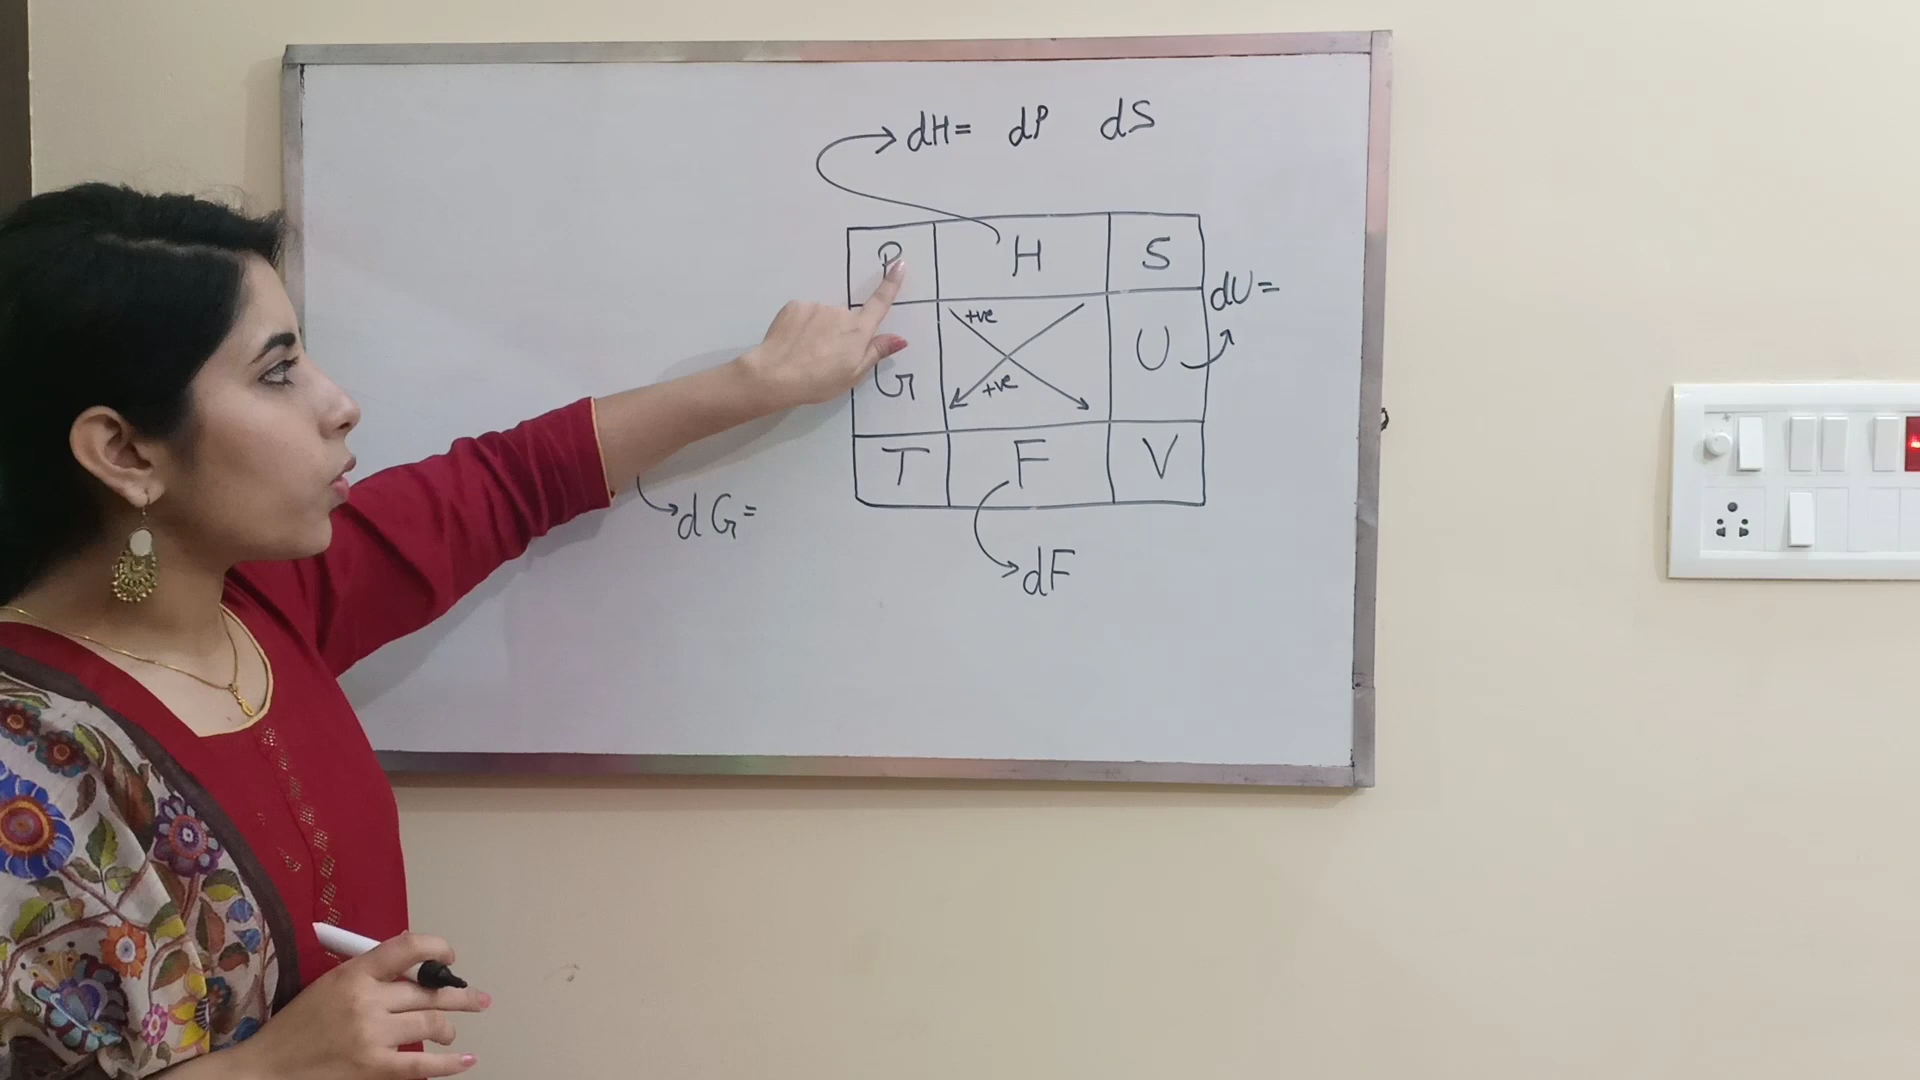 dH= dP dS
P H S
dU=
+ve
G U
+ve
T F V
dG=
dF